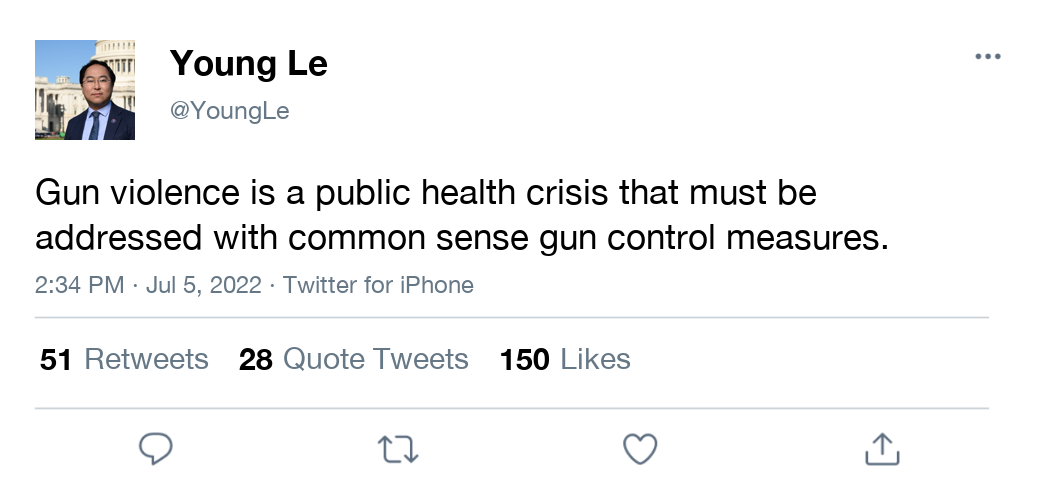 Young Le
@YoungLe
Gun violence is a public health crisis that must be
addressed with common sense gun control measures.
2:34 PM · Jul 5, 2022 · Twitter for iPhone
51 Retweets 28 Quote Tweets 150 Likes